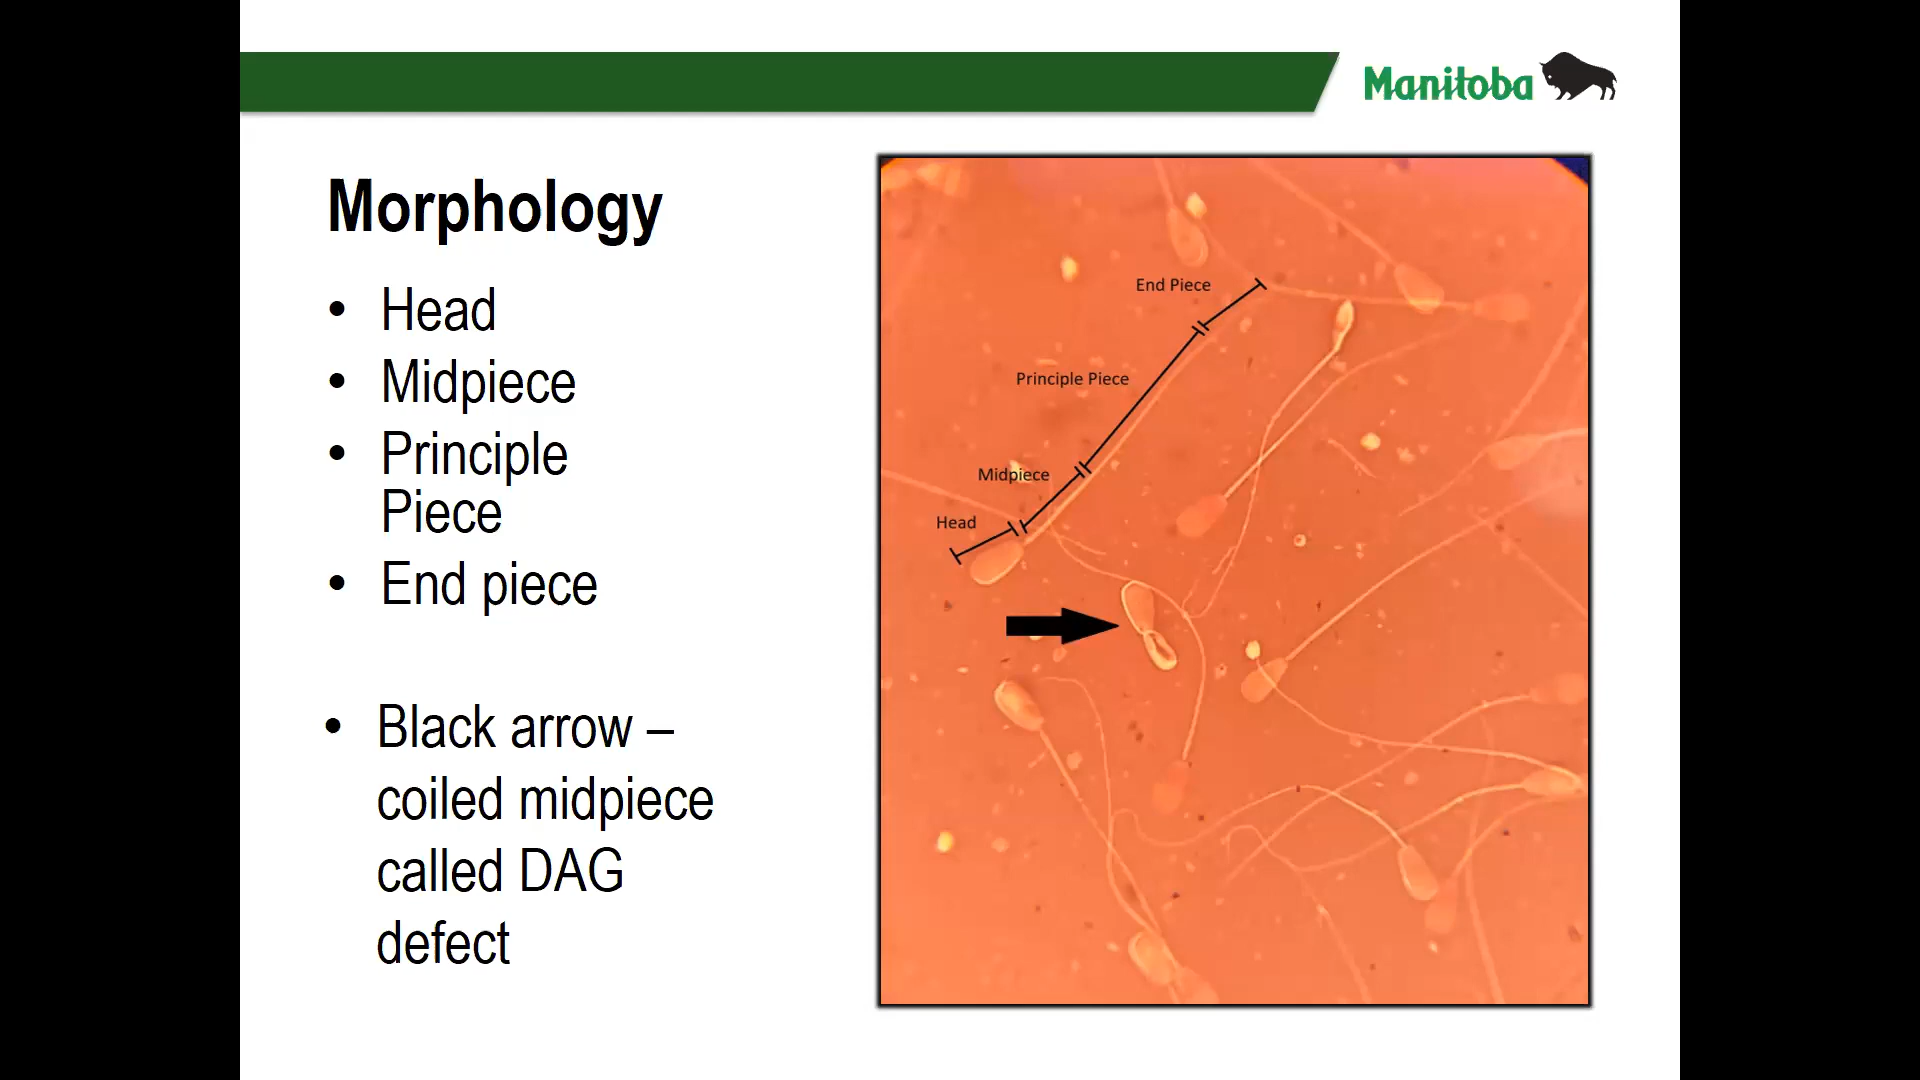 Manitoba
Morphology
• Head
• Midpiece
• Principle
Piece
• End piece
• Black arrow –
coiled midpiece
called DAG
defect
End Piece
Principle Piece
Midpiece
Head